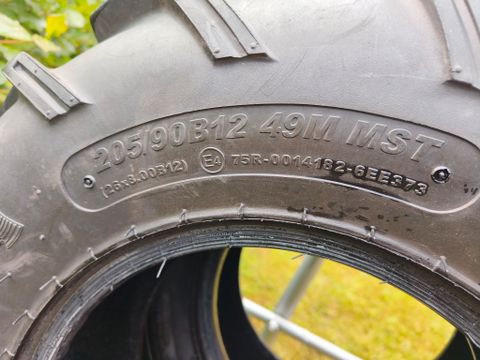 205/90B12 49M MST
(26x8.00B12) E4 75R-0014182-6EE373